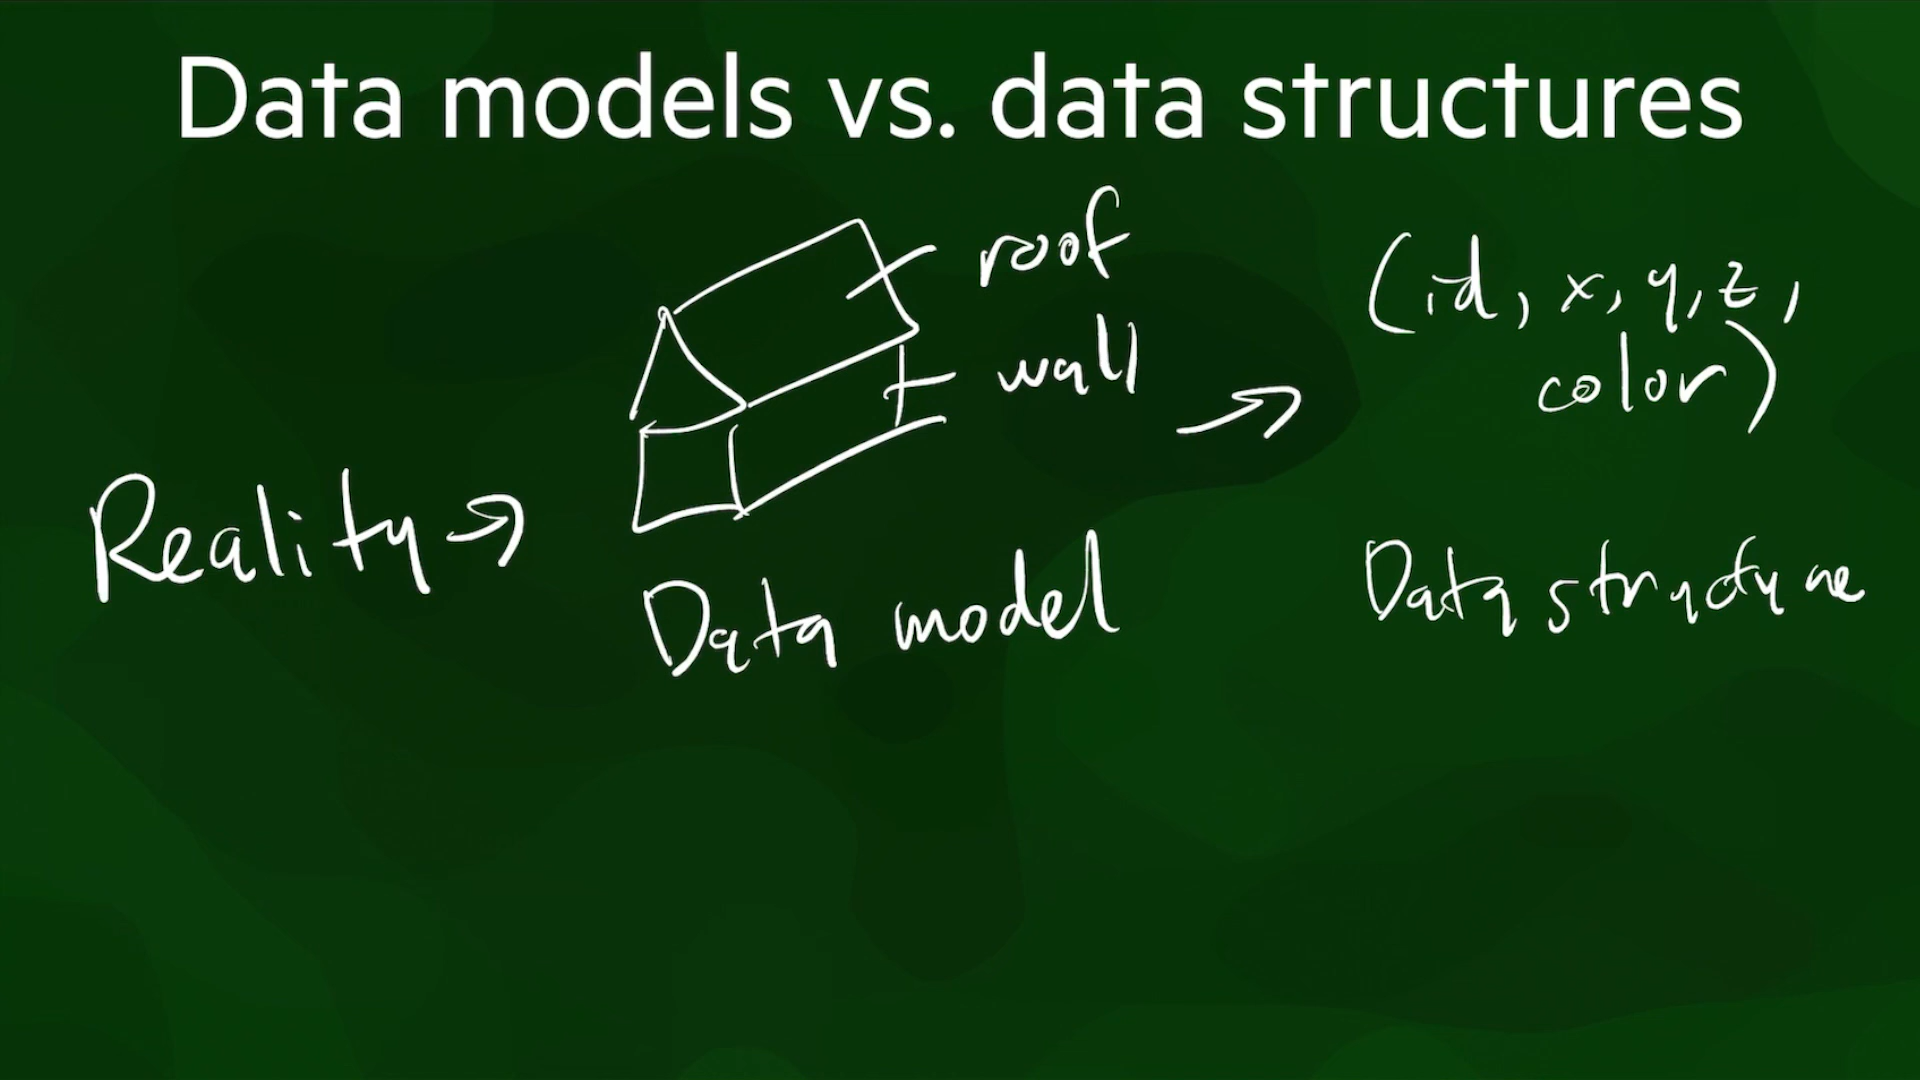 Data models vs. data structures
roof
wall
(id, x, y, z,
color)
Reality →
→
Data model
Data structure